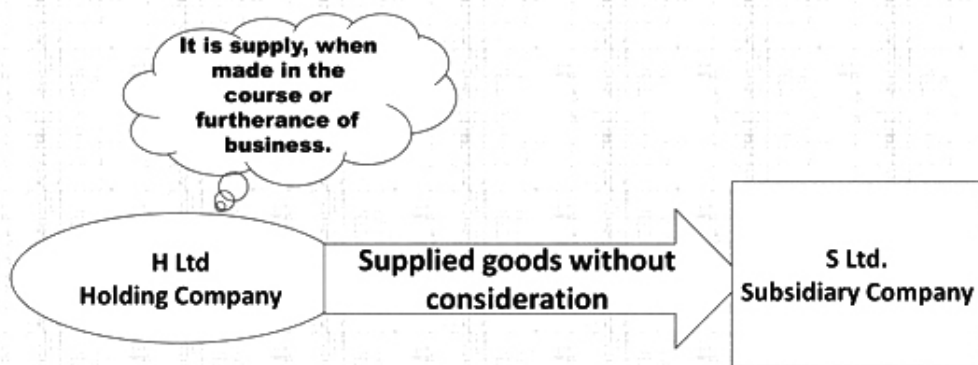 It is supply, when
made in the
course or
furtherance of
business.
H Ltd
Holding Company
Supplied goods without
consideration
S Ltd.
Subsidiary Company